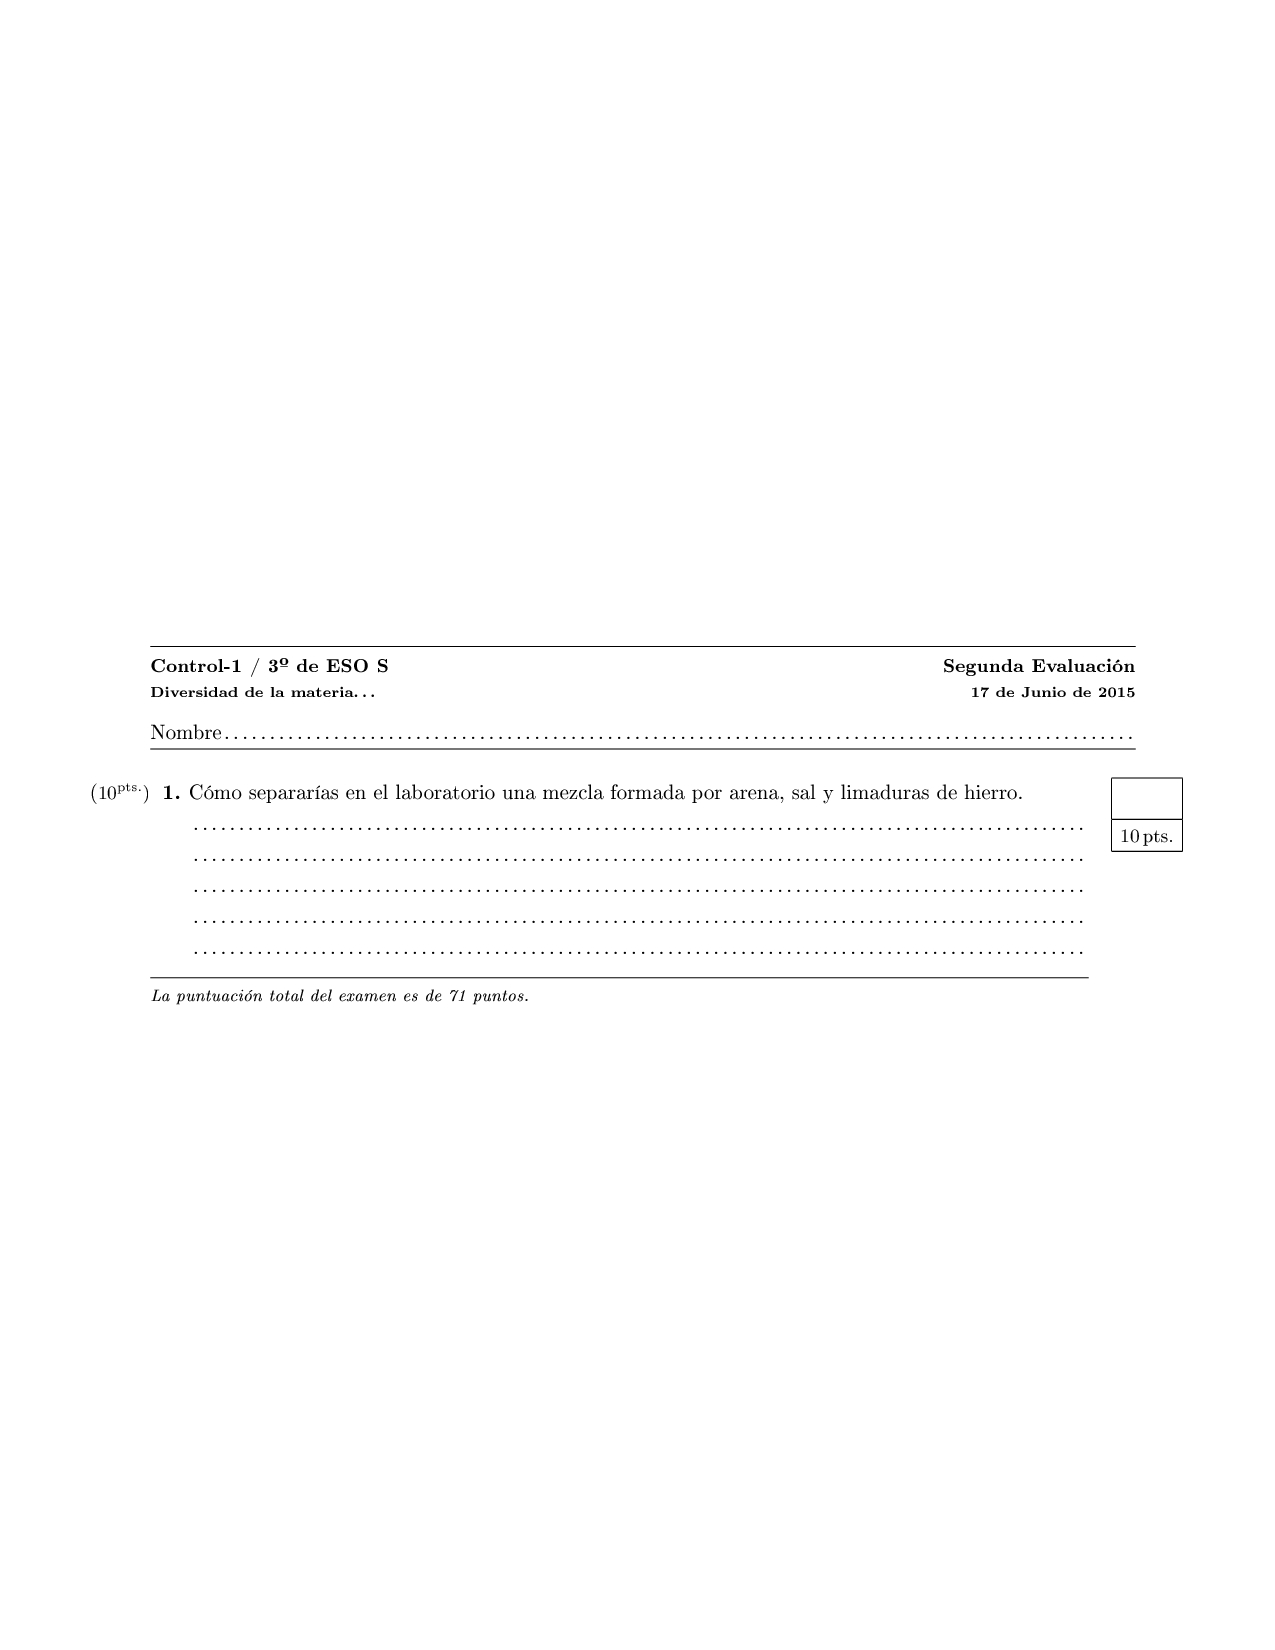 Control-1 / 3º de ESO S Segunda Evaluación
Diversidad de la materia... 17 de Junio de 2015
Nombre..........................................................................................
(10pts.) 1. Cómo separarías en el laboratorio una mezcla formada por arena, sal y limaduras de hierro.
10 pts.
La puntuación total del examen es de 71 puntos.